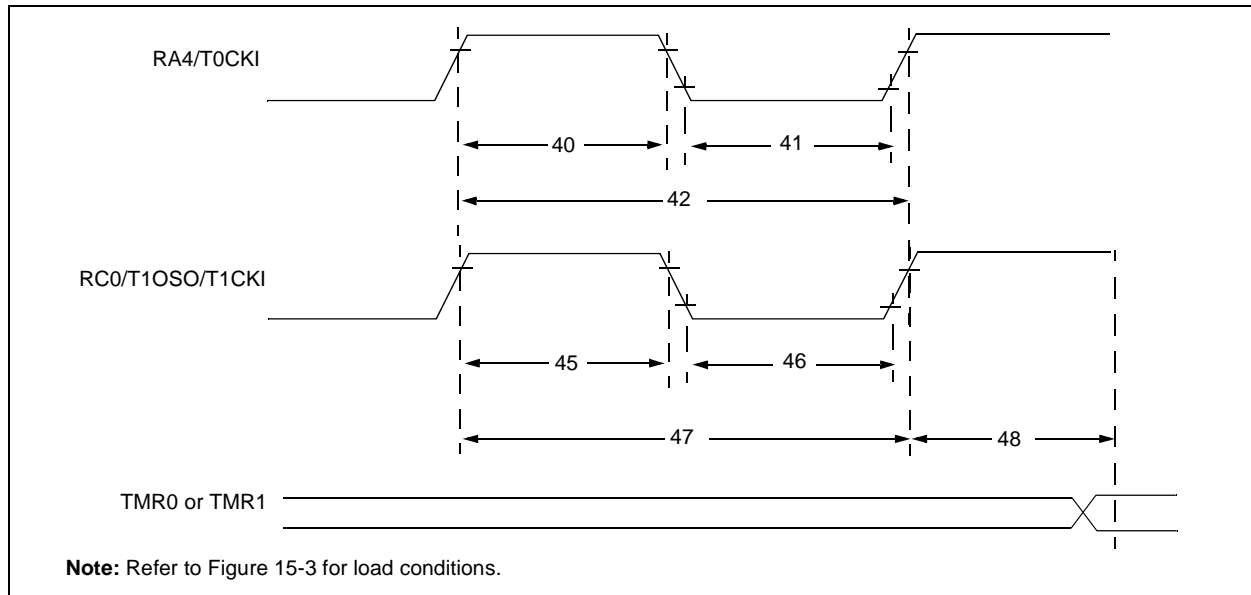 RA4/T0CKI
40
41
42
RC0/T1OSO/T1CKI
45
46
47
48
TMR0 or TMR1
Note: Refer to Figure 15-3 for load conditions.